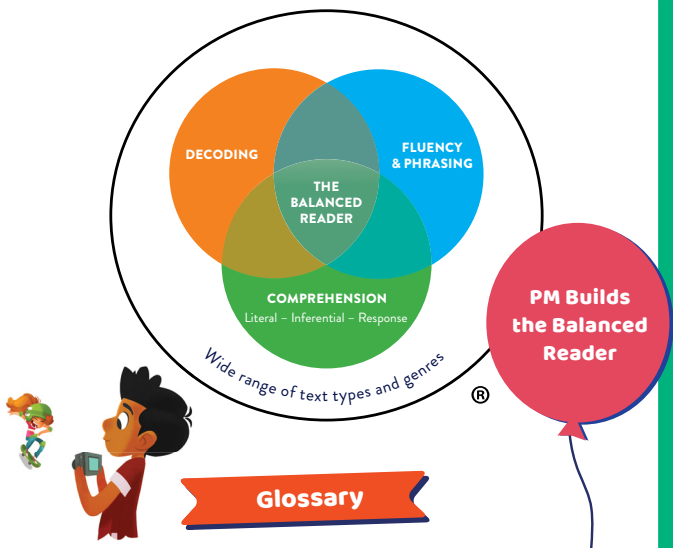 DECODING
FLUENCY
& PHRASING
THE
BALANCED
READER
COMPREHENSION
Literal – Inferential – Response
Wide range of text types and genres
®
PM Builds
the Balanced
Reader
Glossary